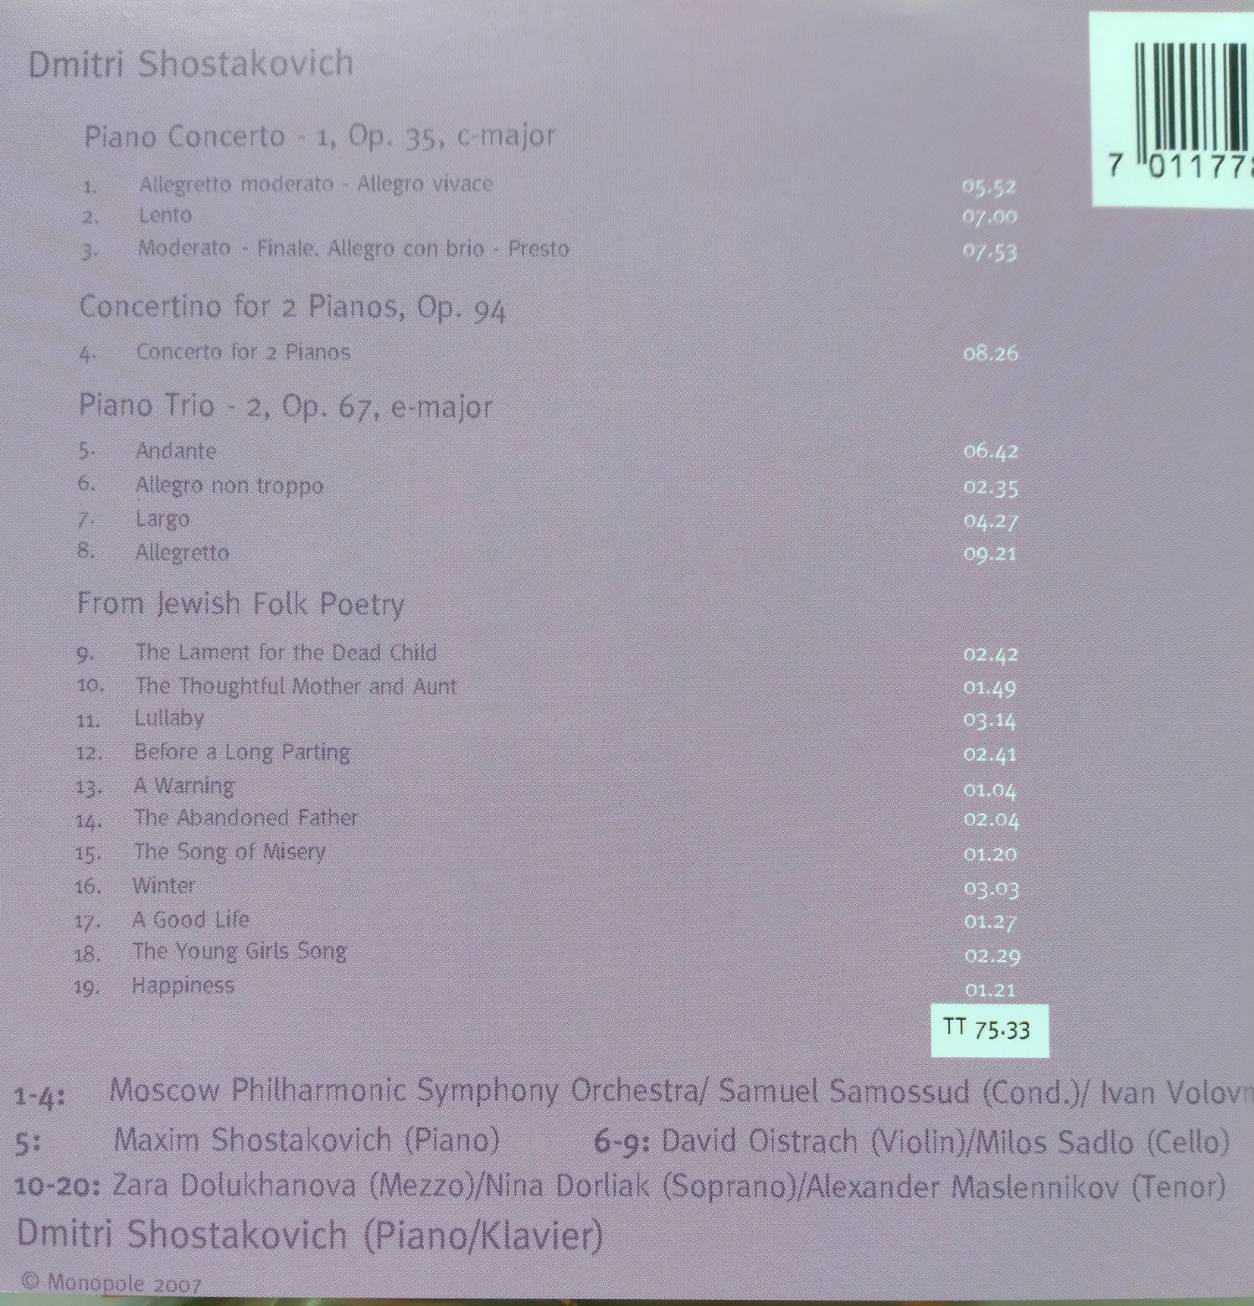 Dmitri Shostakovich
Piano Concerto - 1, Op. 35, c-major
1. Allegretto moderato - Allegro vivace 05.52
2. Lento 07.00
3. Moderato - Finale. Allegro con brio - Presto 07.53
Concertino for 2 Pianos, Op. 94
4. Concerto for 2 Pianos 08.26
Piano Trio - 2, Op. 67, e-major
5. Andante 06.42
6. Allegro non troppo 02.35
7. Largo 04.27
8. Allegretto 09.21
From Jewish Folk Poetry
9. The Lament for the Dead Child 02.42
10. The Thoughtful Mother and Aunt 01.49
11. Lullaby 03.14
12. Before a Long Parting 02.41
13. A Warning 01.04
14. The Abandoned Father 02.04
15. The Song of Misery 01.20
16. Winter 03.03
17. A Good Life 01.27
18. The Young Girls Song 02.29
19. Happiness 01.21
TT 75.33
1-4: Moscow Philharmonic Symphony Orchestra/ Samuel Samossud (Cond.)/ Ivan
5: Maxim Shostakovich (Piano) 6-9: David Oistrach (Violin)/Milos Sadlo (Cello)
10-20: Zara Dolukhanova (Mezzo)/Nina Dorliak (Soprano)/Alexander Maslennikov (Tenor)
Dmitri Shostakovich (Piano/Klavier)
© Monopole 2007
7 011778